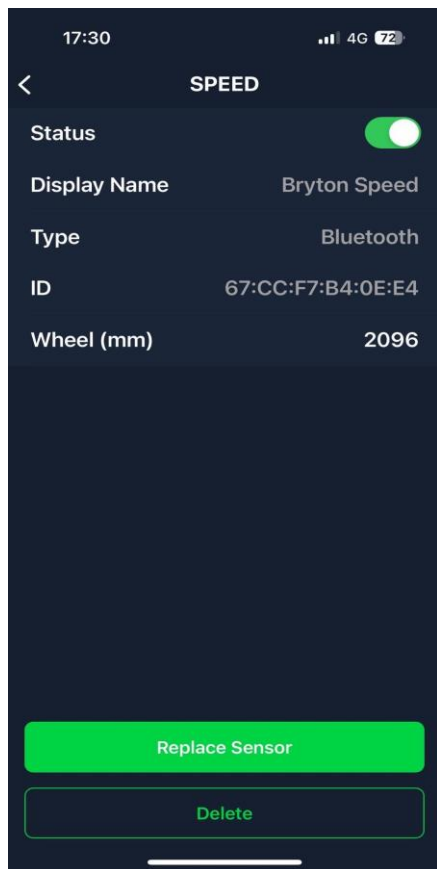 17:30 4G 72
SPEED
Status
Display Name Bryton Speed
Type Bluetooth
ID 67:CC:F7:B4:0E:E4
Wheel (mm) 2096
Replace Sensor
Delete